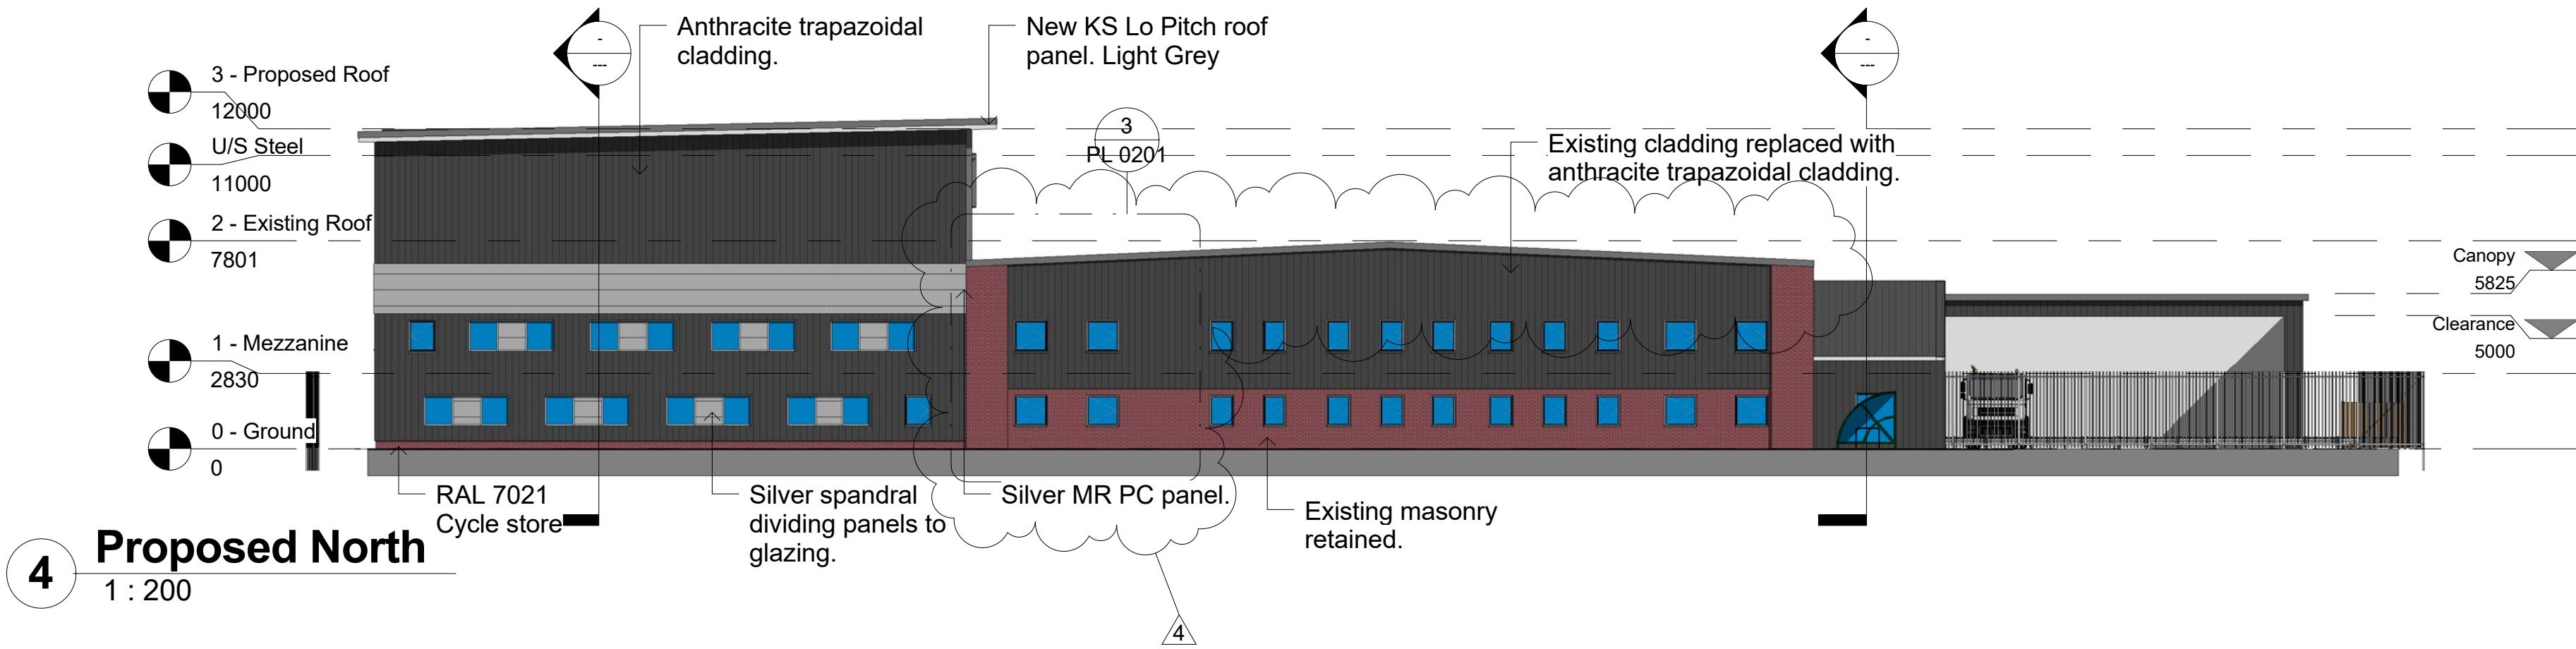 Anthracite trapazoidal
cladding.
New KS Lo Pitch roof
panel. Light Grey
-
---
-
---
3 - Proposed Roof
12000
U/S Steel
11000
2 - Existing Roof
7801
1 - Mezzanine
2830
0 - Ground
0
3
PL 0201
Existing cladding replaced with
anthracite trapazoidal cladding.
Canopy
5825
Clearance
5000
RAL 7021
Cycle store
Silver spandral
dividing panels to
glazing.
Silver MR PC panel.
Existing masonry
retained.
4
Proposed North
1 : 200
4